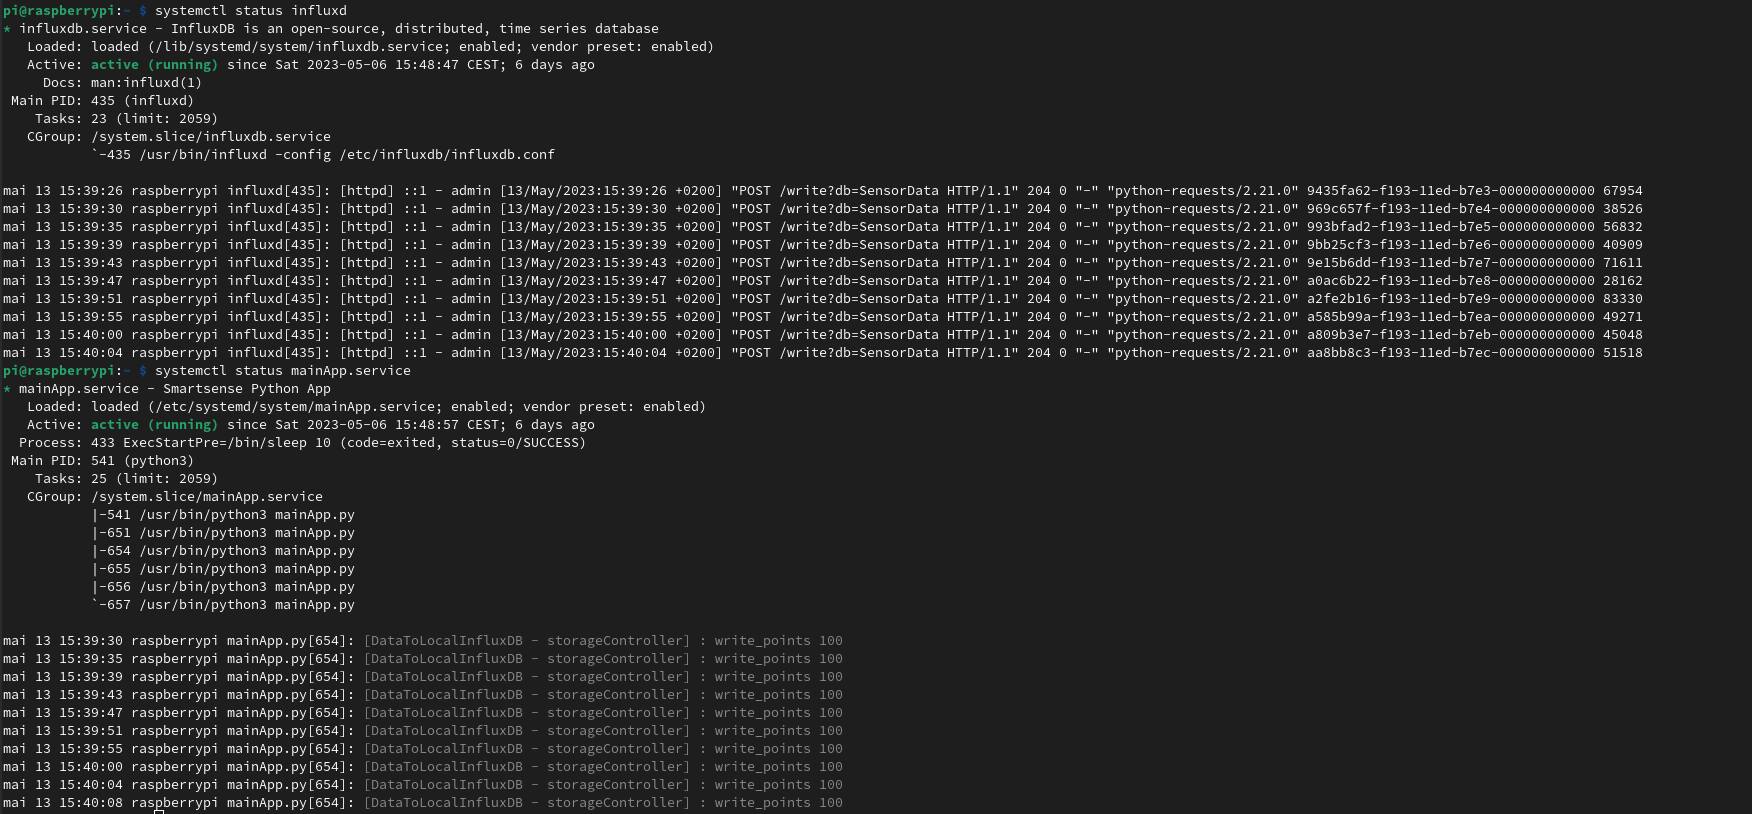 pi@raspberrypi:~ $ systemctl status influxd
* influxdb.service - InfluxDB is an open-source, distributed, time series database
   Loaded: loaded (/lib/systemd/system/influxdb.service; enabled; vendor preset: enabled)
   Active: active (running) since Sat 2023-05-06 15:48:47 CEST; 6 days ago
     Docs: man:influxd(1)
 Main PID: 435 (influxd)
    Tasks: 23 (limit: 2059)
   CGroup: /system.slice/influxdb.service
           `-435 /usr/bin/influxd -config /etc/influxdb/influxdb.conf

mai 13 15:39:26 raspberrypi influxd[435]: [httpd] ::1 - admin [13/May/2023:15:39:26 +0200] "POST /write?db=SensorData HTTP/1.1" 204 0 "-" "python-requests/2.21.0" 9435fa62-f193-11ed-b7e3-000000000000 67954
mai 13 15:39:30 raspberrypi influxd[435]: [httpd] ::1 - admin [13/May/2023:15:39:30 +0200] "POST /write?db=SensorData HTTP/1.1" 204 0 "-" "python-requests/2.21.0" 969c657f-f193-11ed-b7e4-000000000000 38526
mai 13 15:39:35 raspberrypi influxd[435]: [httpd] ::1 - admin [13/May/2023:15:39:35 +0200] "POST /write?db=SensorData HTTP/1.1" 204 0 "-" "python-requests/2.21.0" 993bfad2-f193-11ed-b7e5-000000000000 56832
mai 13 15:39:39 raspberrypi influxd[435]: [httpd] ::1 - admin [13/May/2023:15:39:39 +0200] "POST /write?db=SensorData HTTP/1.1" 204 0 "-" "python-requests/2.21.0" 9bb25cf3-f193-11ed-b7e6-000000000000 40909
mai 13 15:39:43 raspberrypi influxd[435]: [httpd] ::1 - admin [13/May/2023:15:39:43 +0200] "POST /write?db=SensorData HTTP/1.1" 204 0 "-" "python-requests/2.21.0" 9e15b6dd-f193-11ed-b7e7-000000000000 71611
mai 13 15:39:47 raspberrypi influxd[435]: [httpd] ::1 - admin [13/May/2023:15:39:47 +0200] "POST /write?db=SensorData HTTP/1.1" 204 0 "-" "python-requests/2.21.0" a0ac6b22-f193-11ed-b7e8-000000000000 28162
mai 13 15:39:51 raspberrypi influxd[435]: [httpd] ::1 - admin [13/May/2023:15:39:51 +0200] "POST /write?db=SensorData HTTP/1.1" 204 0 "-" "python-requests/2.21.0" a2fe2b16-f193-11ed-b7e9-000000000000 83330
mai 13 15:39:55 raspberrypi influxd[435]: [httpd] ::1 - admin [13/May/2023:15:39:55 +0200] "POST /write?db=SensorData HTTP/1.1" 204 0 "-" "python-requests/2.21.0" a585b99a-f193-11ed-b7ea-000000000000 49271
mai 13 15:40:00 raspberrypi influxd[435]: [httpd] ::1 - admin [13/May/2023:15:40:00 +0200] "POST /write?db=SensorData HTTP/1.1" 204 0 "-" "python-requests/2.21.0" a809b3e7-f193-11ed-b7eb-000000000000 45048
mai 13 15:40:04 raspberrypi influxd[435]: [httpd] ::1 - admin [13/May/2023:15:40:04 +0200] "POST /write?db=SensorData HTTP/1.1" 204 0 "-" "python-requests/2.21.0" aa8bb8c3-f193-11ed-b7ec-000000000000 51518
pi@raspberrypi:~ $ systemctl status mainApp.service
* mainApp.service - Smartsense Python App
   Loaded: loaded (/etc/systemd/system/mainApp.service; enabled; vendor preset: enabled)
   Active: active (running) since Sat 2023-05-06 15:48:57 CEST; 6 days ago
  Process: 433 ExecStartPre=/bin/sleep 10 (code=exited, status=0/SUCCESS)
 Main PID: 541 (python3)
    Tasks: 25 (limit: 2059)
   CGroup: /system.slice/mainApp.service
           |-541 /usr/bin/python3 mainApp.py
           |-651 /usr/bin/python3 mainApp.py
           |-654 /usr/bin/python3 mainApp.py
           |-655 /usr/bin/python3 mainApp.py
           |-656 /usr/bin/python3 mainApp.py
           `-657 /usr/bin/python3 mainApp.py

mai 13 15:39:30 raspberrypi mainApp.py[654]: [DataToLocalInfluxDB - storageController] : write_points 100
mai 13 15:39:35 raspberrypi mainApp.py[654]: [DataToLocalInfluxDB - storageController] : write_points 100
mai 13 15:39:39 raspberrypi mainApp.py[654]: [DataToLocalInfluxDB - storageController] : write_points 100
mai 13 15:39:43 raspberrypi mainApp.py[654]: [DataToLocalInfluxDB - storageController] : write_points 100
mai 13 15:39:47 raspberrypi mainApp.py[654]: [DataToLocalInfluxDB - storageController] : write_points 100
mai 13 15:39:51 raspberrypi mainApp.py[654]: [DataToLocalInfluxDB - storageController] : write_points 100
mai 13 15:39:55 raspberrypi mainApp.py[654]: [DataToLocalInfluxDB - storageController] : write_points 100
mai 13 15:40:00 raspberrypi mainApp.py[654]: [DataToLocalInfluxDB - storageController] : write_points 100
mai 13 15:40:04 raspberrypi mainApp.py[654]: [DataToLocalInfluxDB - storageController] : write_points 100
mai 13 15:40:08 raspberrypi mainApp.py[654]: [DataToLocalInfluxDB - storageController] : write_points 100